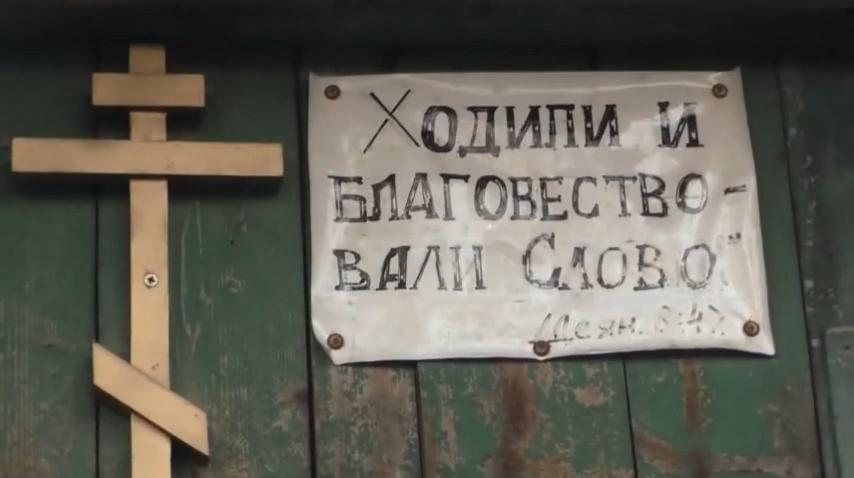 Ходили и
благовество-
вали Слово"
/Деян. 8:4/.